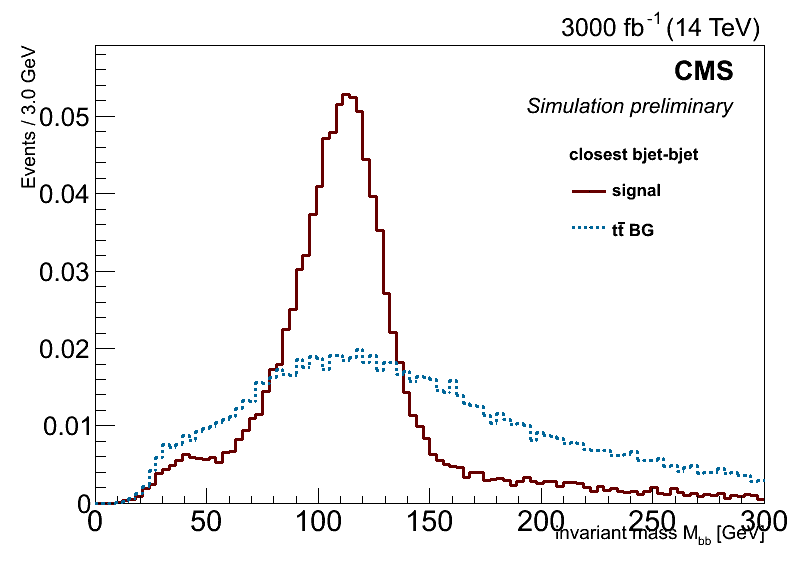 3000 fb-1 (14 TeV)
CMS
Simulation preliminary
closest bjet-bjet
signal
tt̄ BG
Events / 3.0 GeV
0.05
0.04
0.03
0.02
0.01
0
0 50 100 150 200 250 300
invariant mass Mbb [GeV]